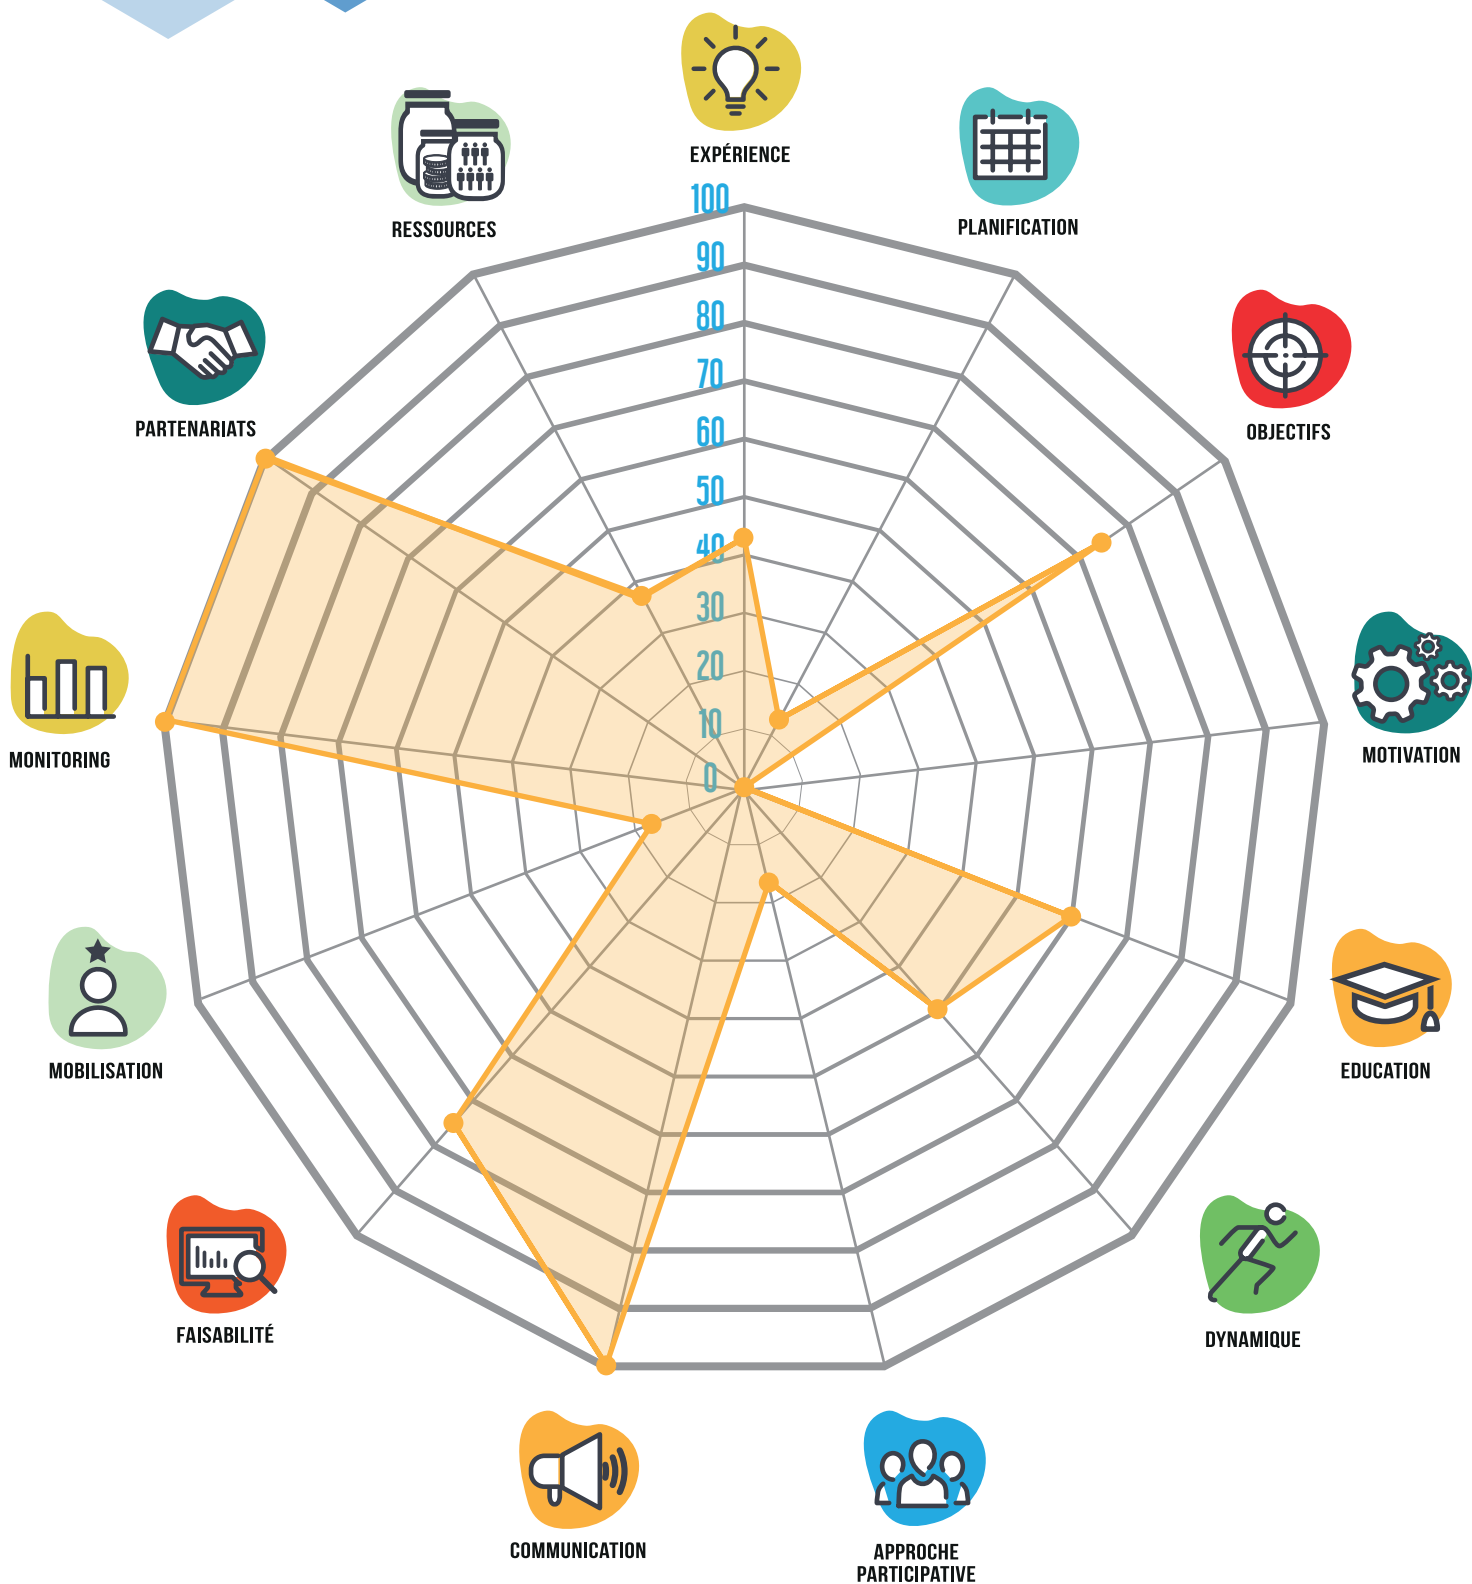 EXPÉRIENCE
PLANIFICATION
RESSOURCES
OBJECTIFS
PARTENARIATS
100
90
80
70
60
50
40
30
20
10
0
MOTIVATION
MONITORING
EDUCATION
MOBILISATION
DYNAMIQUE
FAISABILITÉ
COMMUNICATION
APPROCHE
PARTICIPATIVE